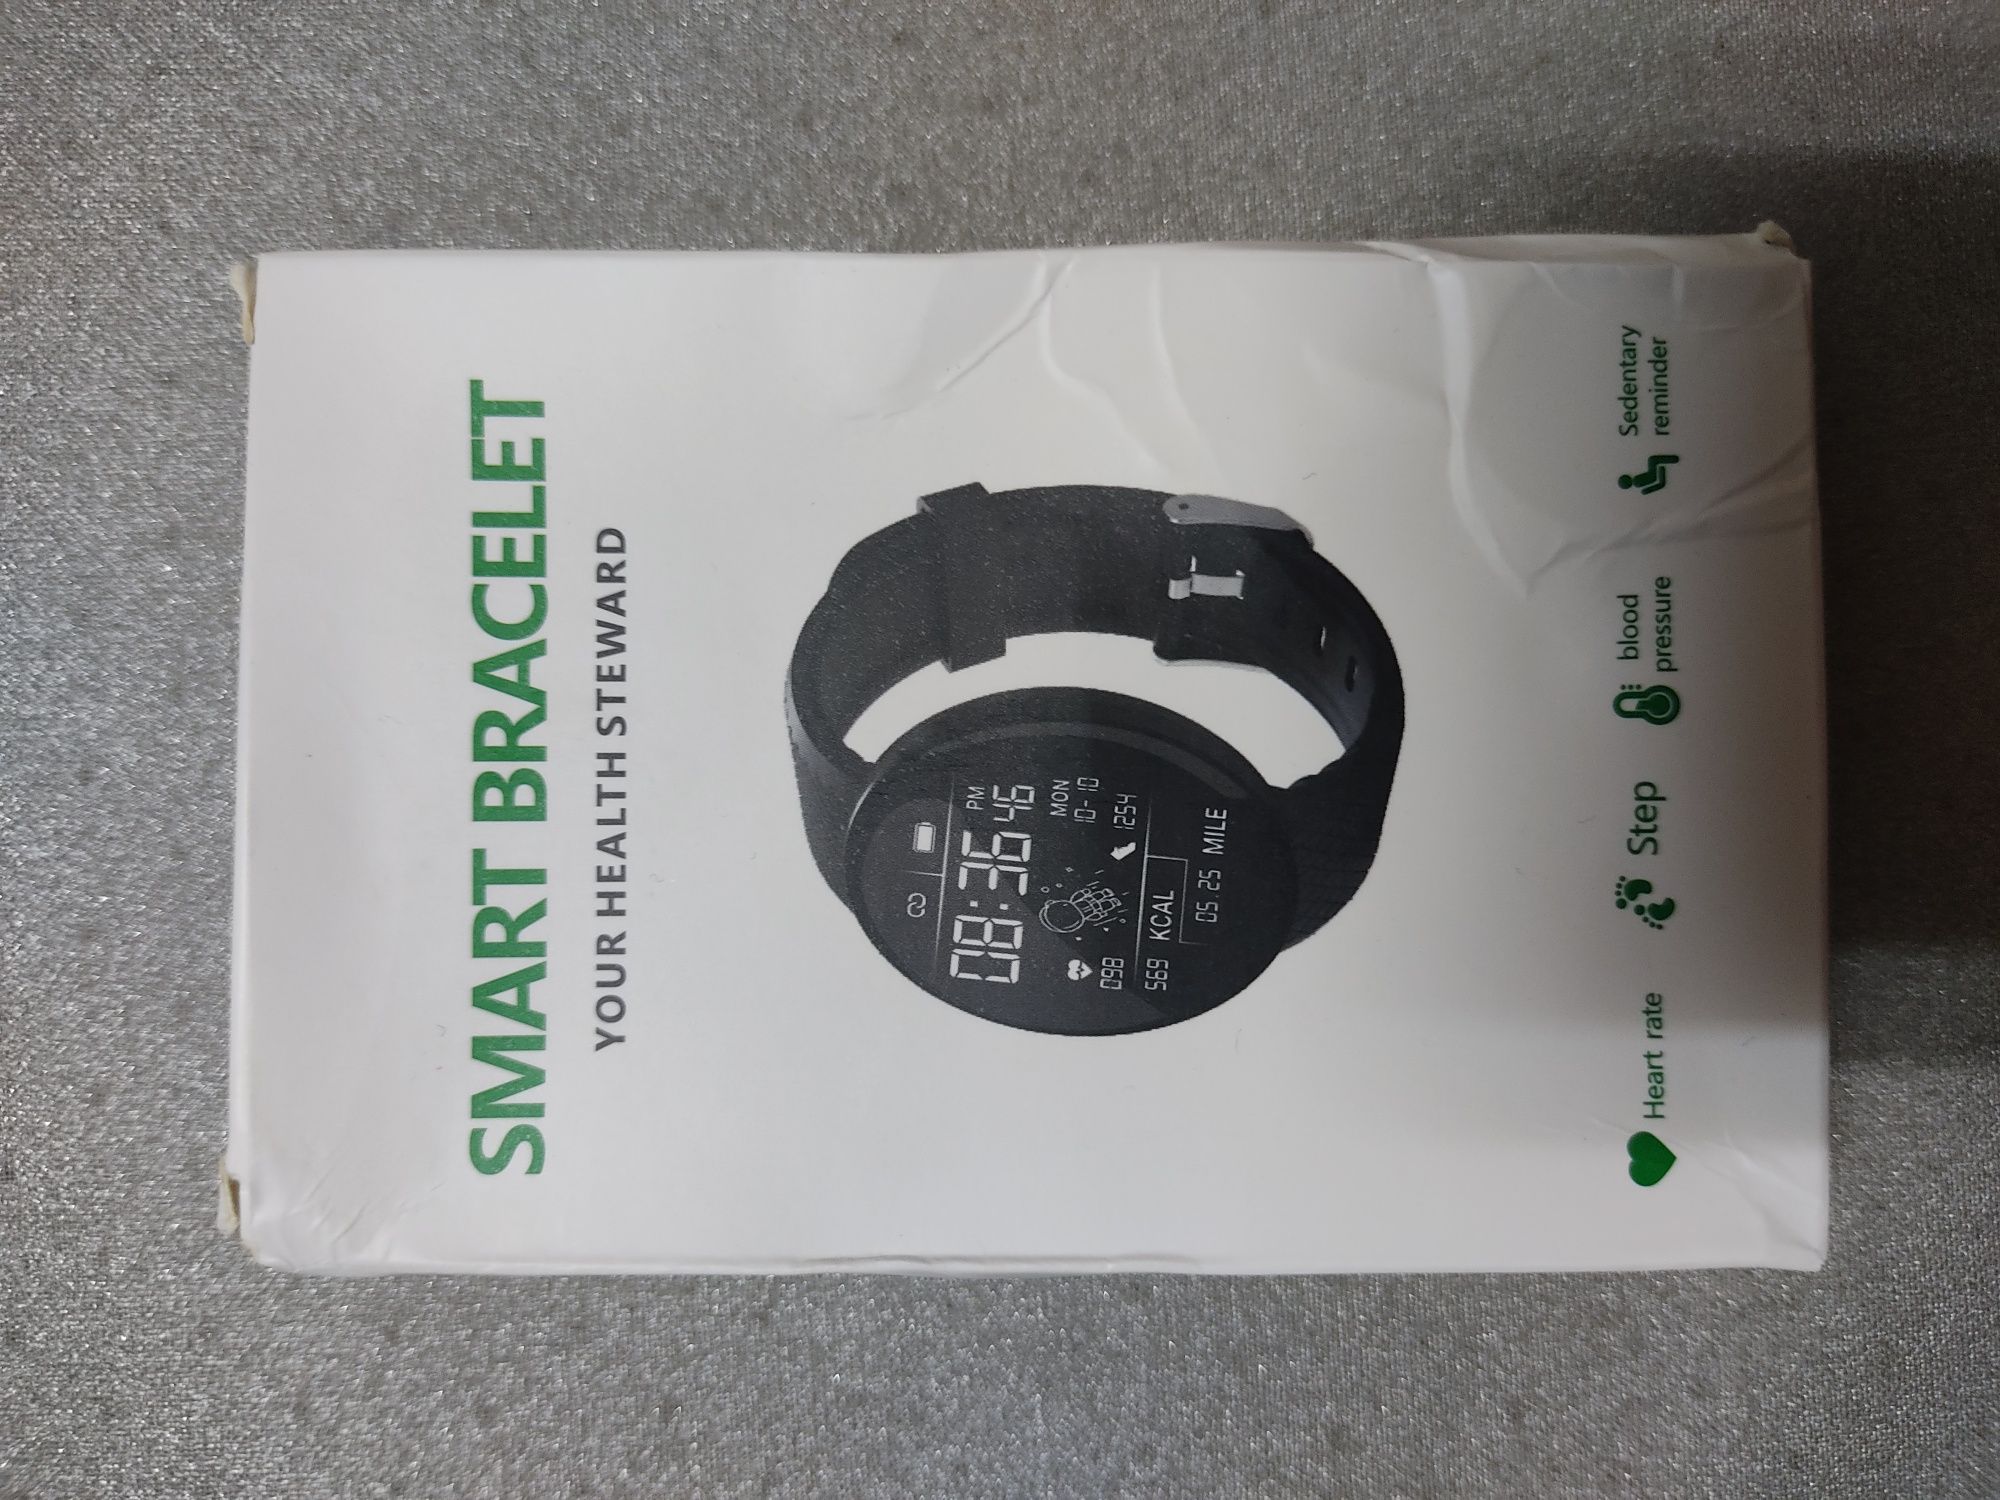 SMART BRACELET
YOUR HEALTH STEWARD
08:36 PM 46
MON
10-10
098
1254
569 KCAL
05.25 MILE
Heart rate
Step
blood
pressure
Sedentary
reminder